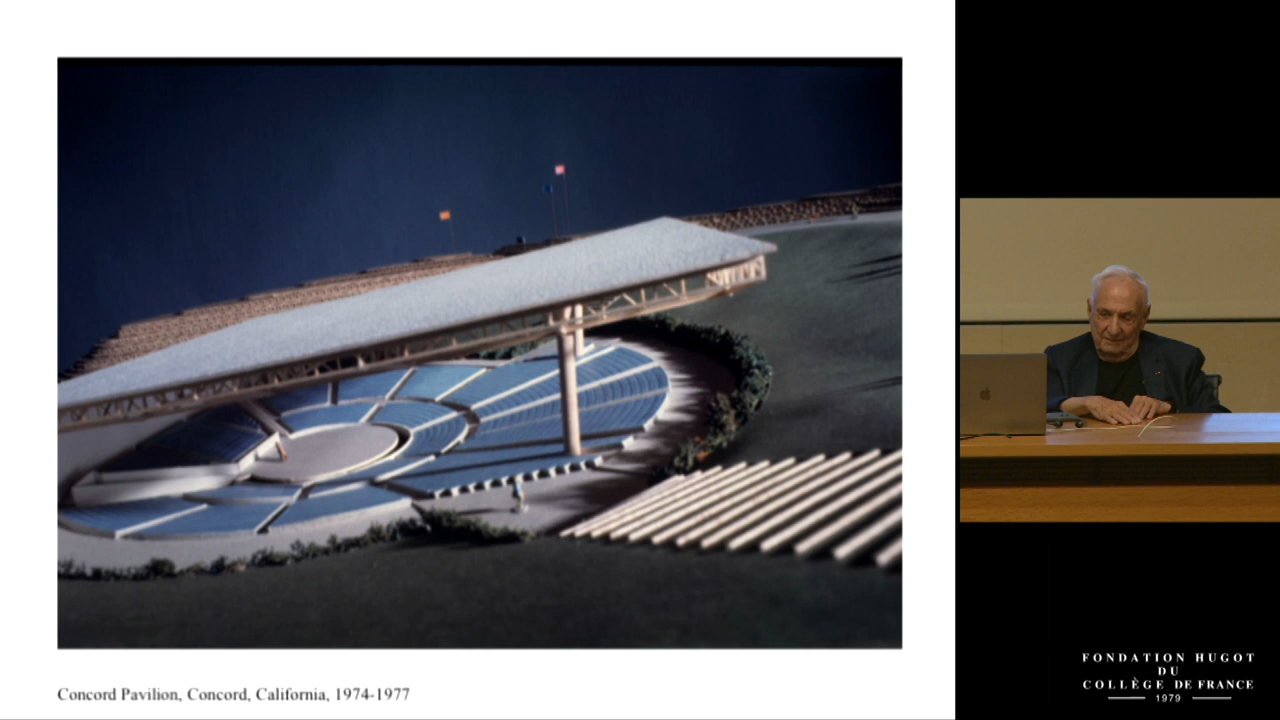 Concord Pavilion, Concord, California, 1974-1977
FONDATION HUGOT
DU
COLLÈGE DE FRANCE
1979